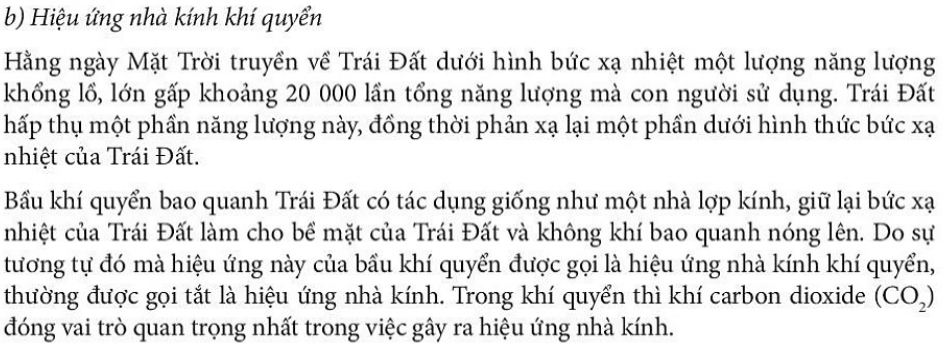 b) Hiệu ứng nhà kính khí quyển
Hằng ngày Mặt Trời truyền về Trái Đất dưới hình bức xạ nhiệt một lượng năng lượng
khổng lồ, lớn gấp khoảng 20 000 lần tổng năng lượng mà con người sử dụng. Trái Đất
hấp thụ một phần năng lượng này, đồng thời phản xạ lại một phần dưới hình thức bức xạ
nhiệt của Trái Đất.
Bầu khí quyển bao quanh Trái Đất có tác dụng giống như một nhà lợp kính, giữ lại bức xạ
nhiệt của Trái Đất làm cho bề mặt của Trái Đất và không khí bao quanh nóng lên. Do sự
tương tự đó mà hiệu ứng này của bầu khí quyển được gọi là hiệu ứng nhà kính khí quyển,
thường được gọi tắt là hiệu ứng nhà kính. Trong khí quyển thì khí carbon dioxide (CO₂)
đóng vai trò quan trọng nhất trong việc gây ra hiệu ứng nhà kính.